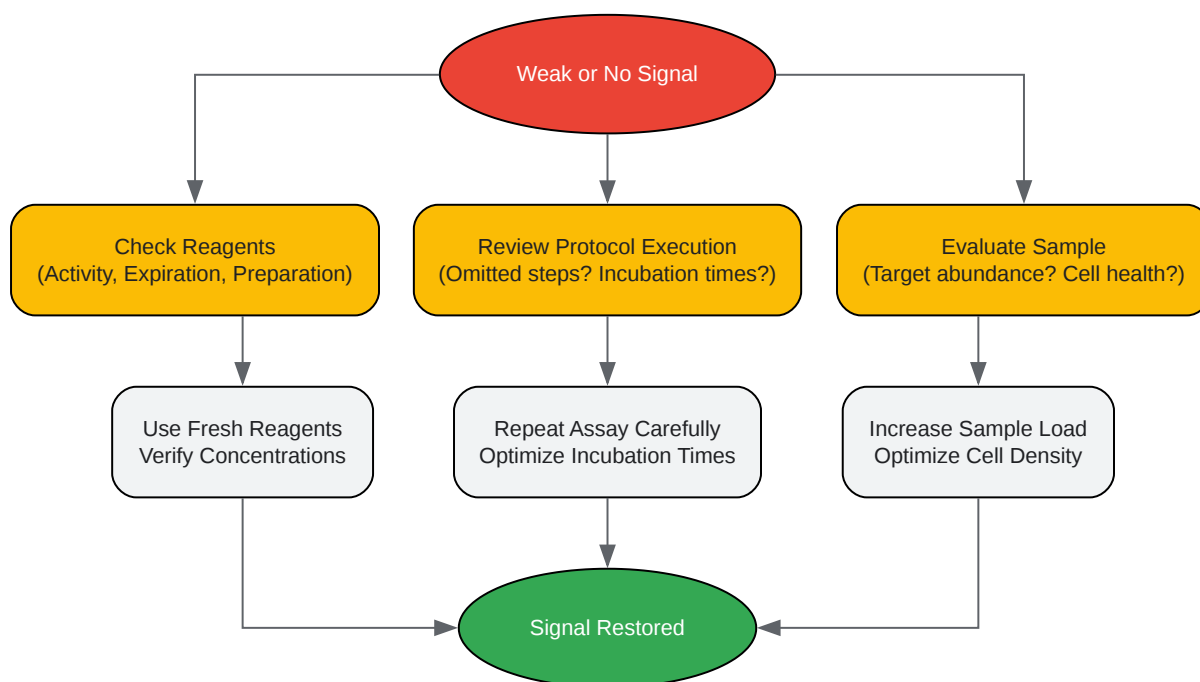 Weak or No Signal
Check Reagents
(Activity, Expiration, Preparation)
Review Protocol Execution
(Omitted steps? Incubation times?)
Evaluate Sample
(Target abundance? Cell health?)
Use Fresh Reagents
Verify Concentrations
Repeat Assay Carefully
Optimize Incubation Times
Increase Sample Load
Optimize Cell Density
Signal Restored